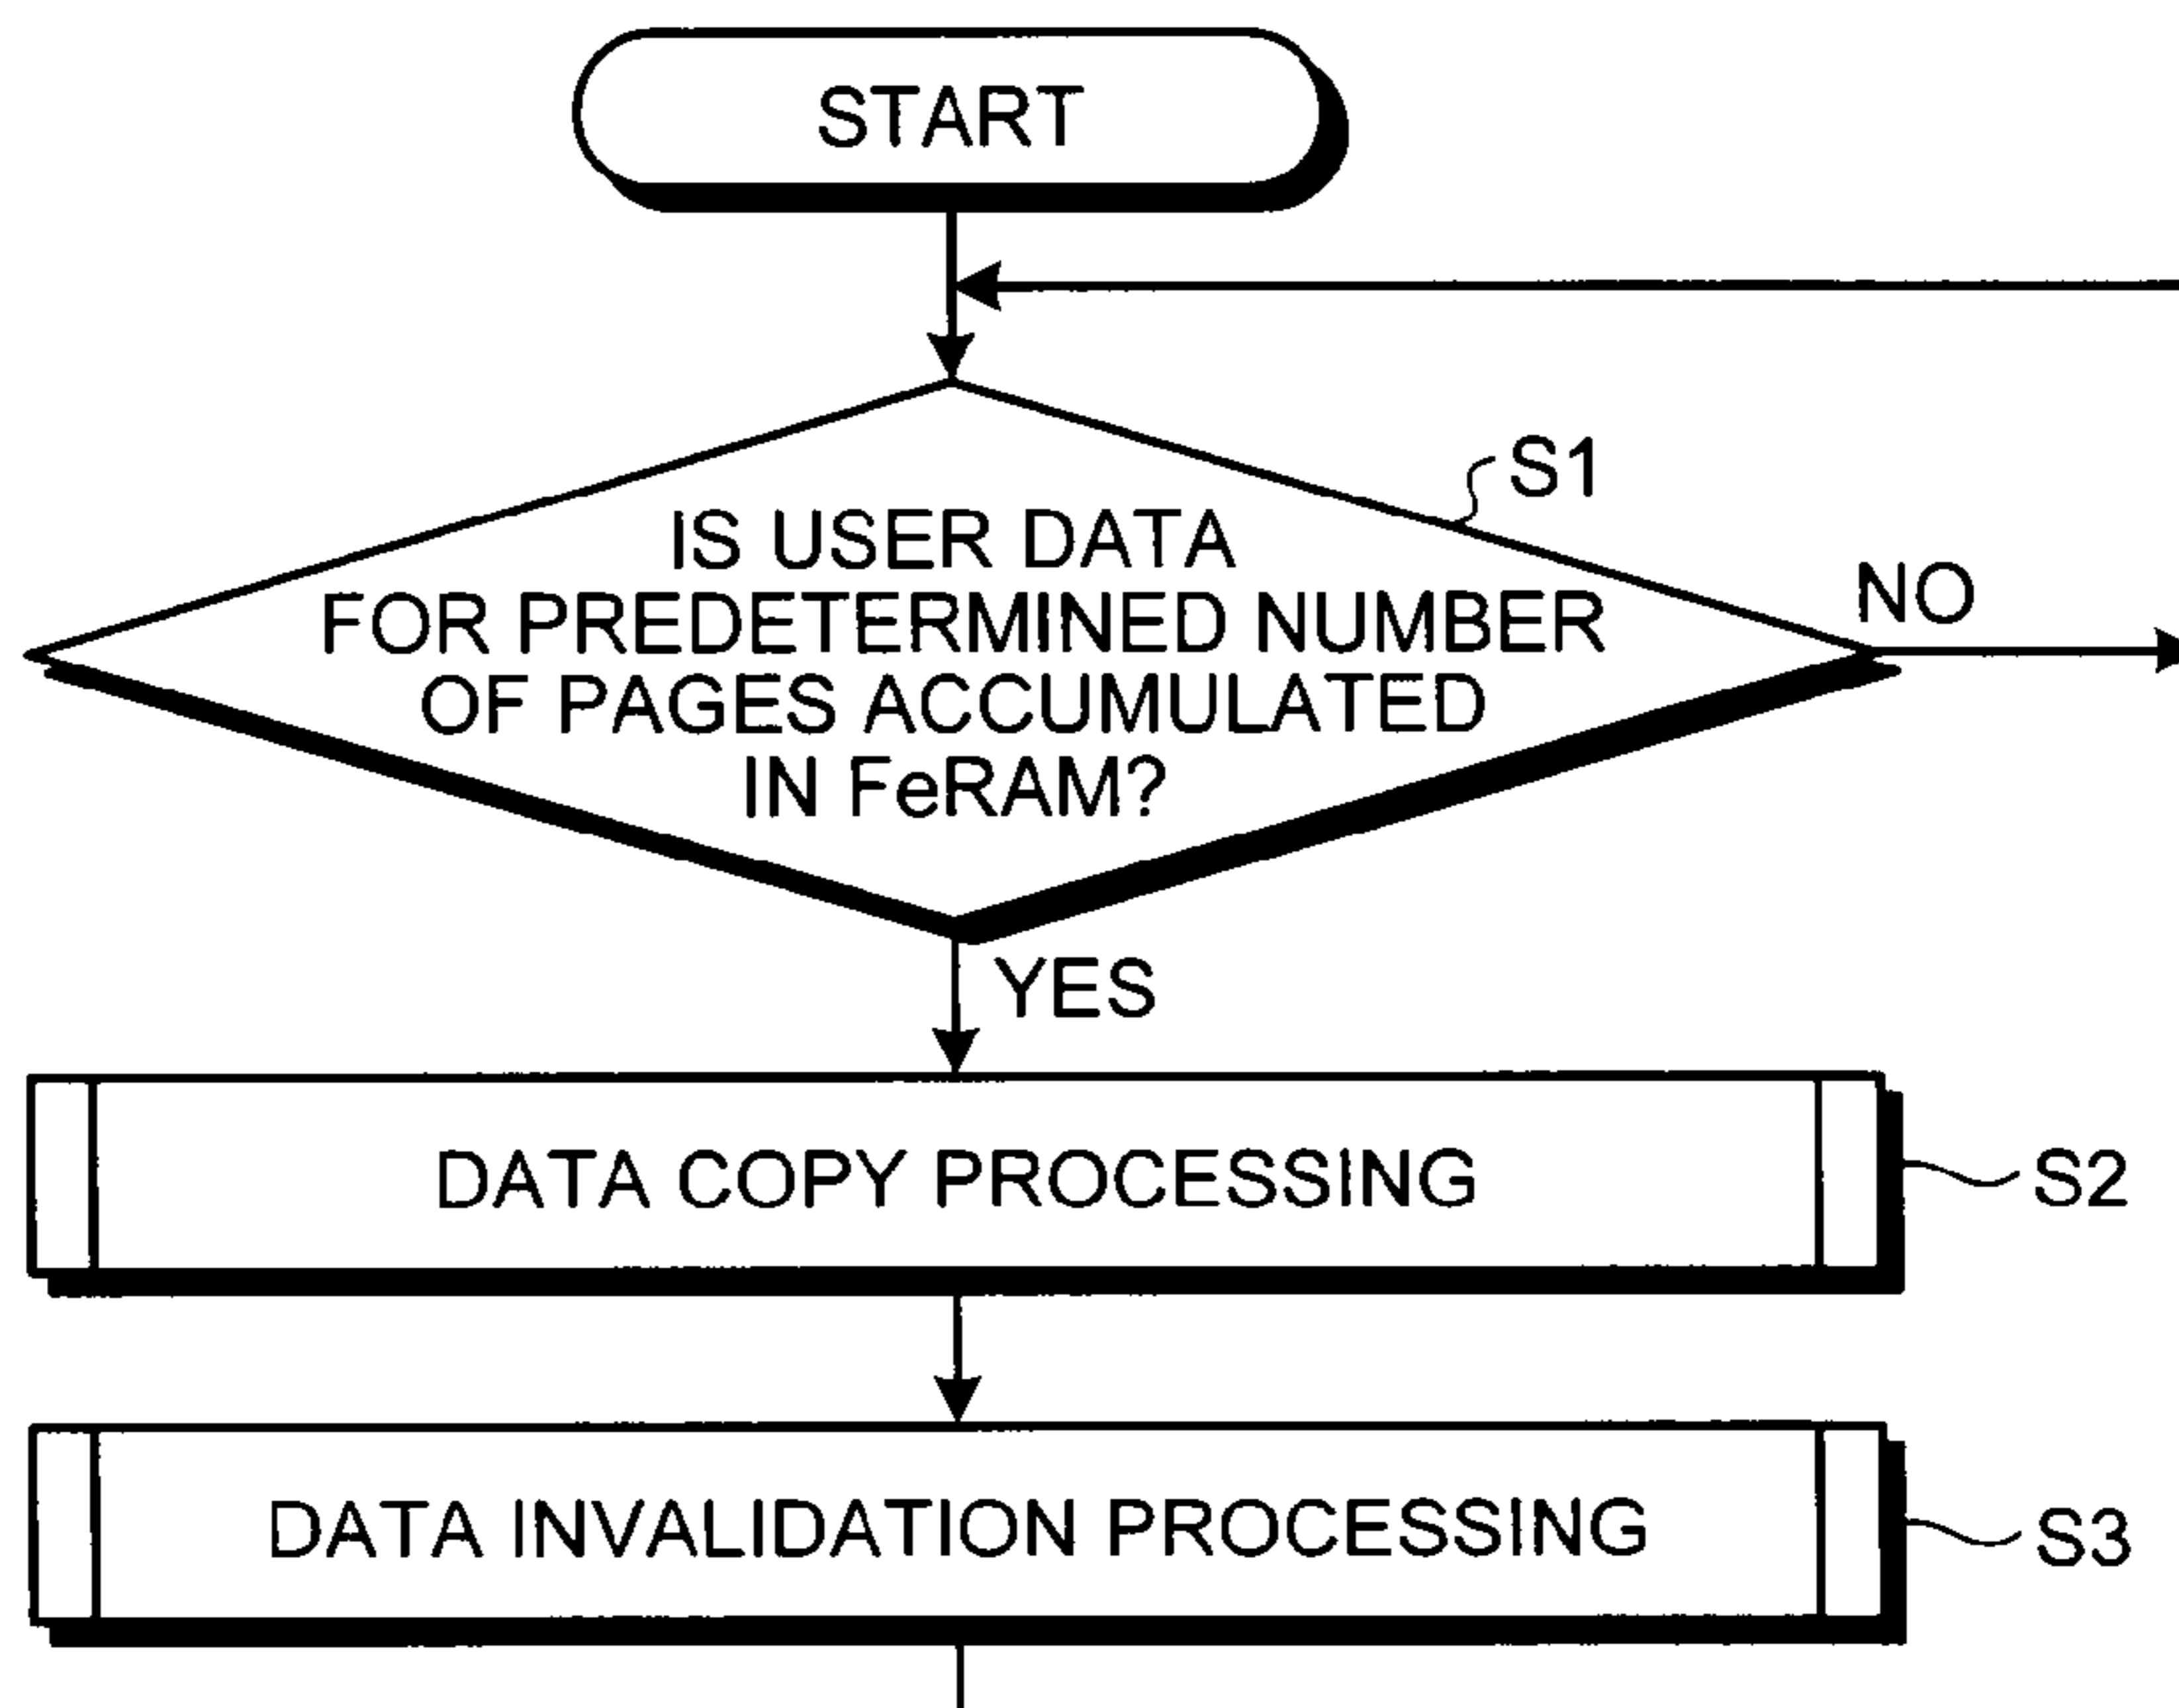 START
S1
IS USER DATA
FOR PREDETERMINED NUMBER
OF PAGES ACCUMULATED
IN FeRAM?
NO
YES
DATA COPY PROCESSING
S2
DATA INVALIDATION PROCESSING
S3